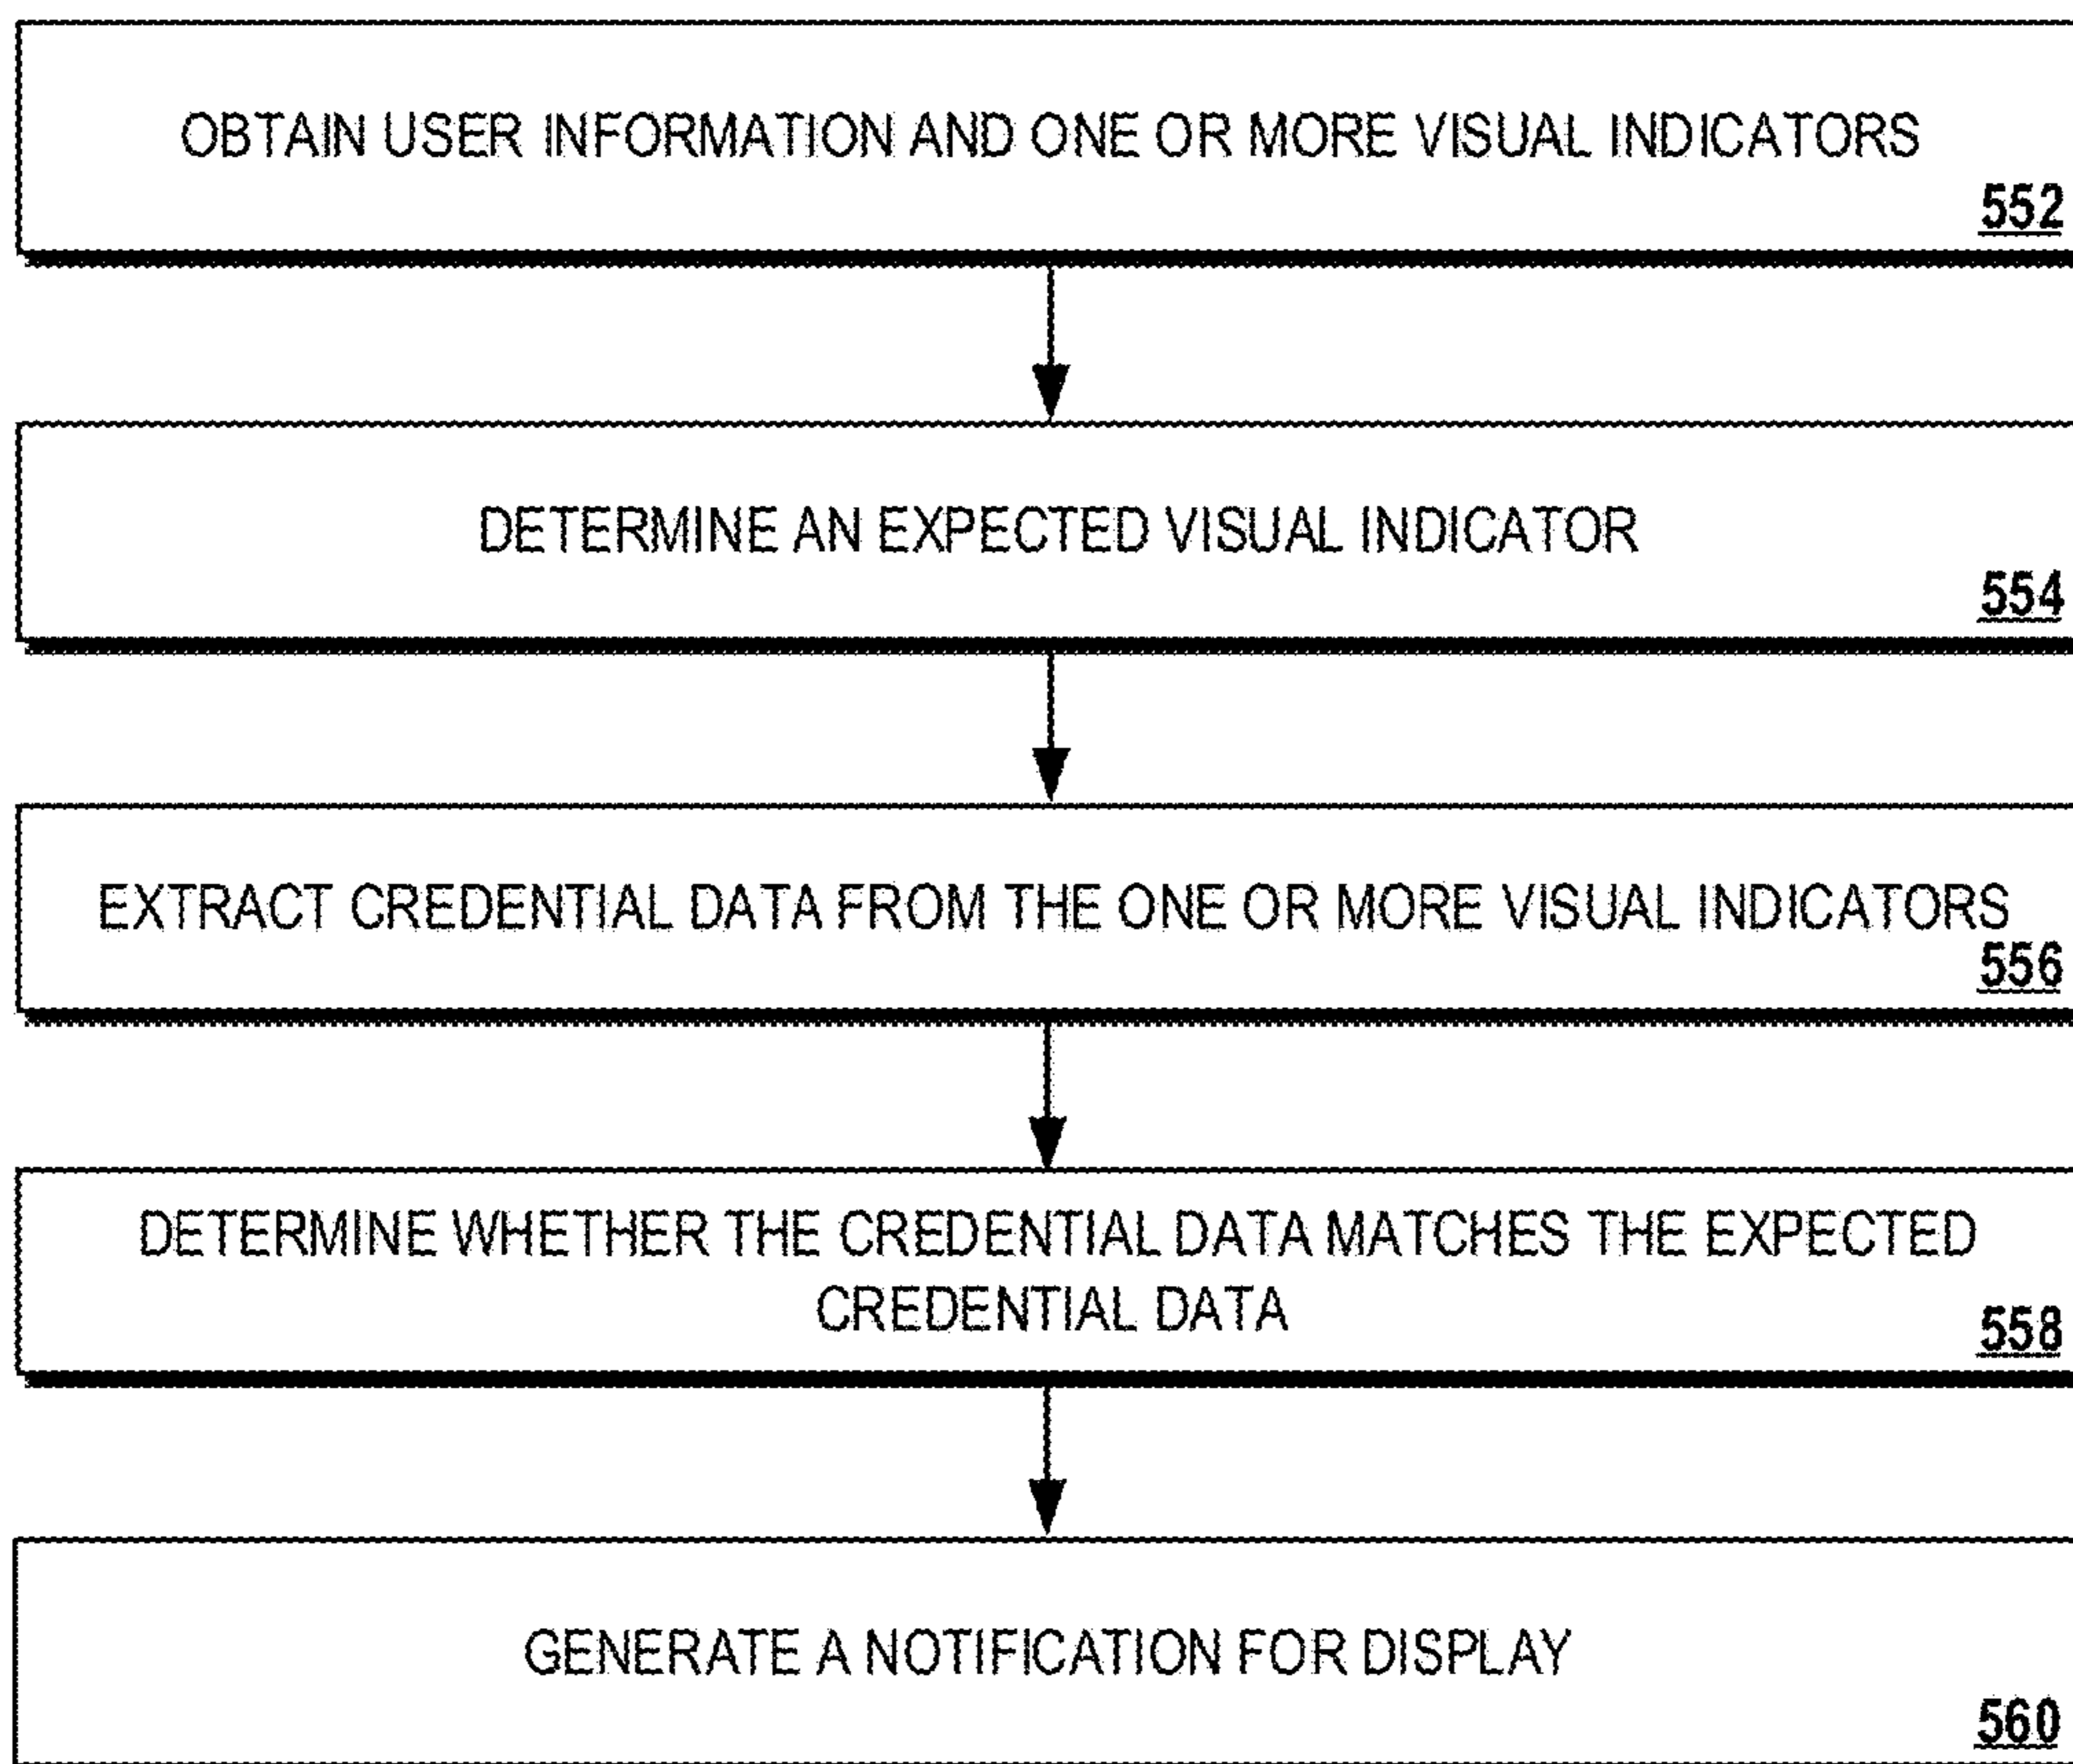 OBTAIN USER INFORMATION AND ONE OR MORE VISUAL INDICATORS
552
DETERMINE AN EXPECTED VISUAL INDICATOR
554
EXTRACT CREDENTIAL DATA FROM THE ONE OR MORE VISUAL INDICATORS
556
DETERMINE WHETHER THE CREDENTIAL DATA MATCHES THE EXPECTED
CREDENTIAL DATA
558
GENERATE A NOTIFICATION FOR DISPLAY
560